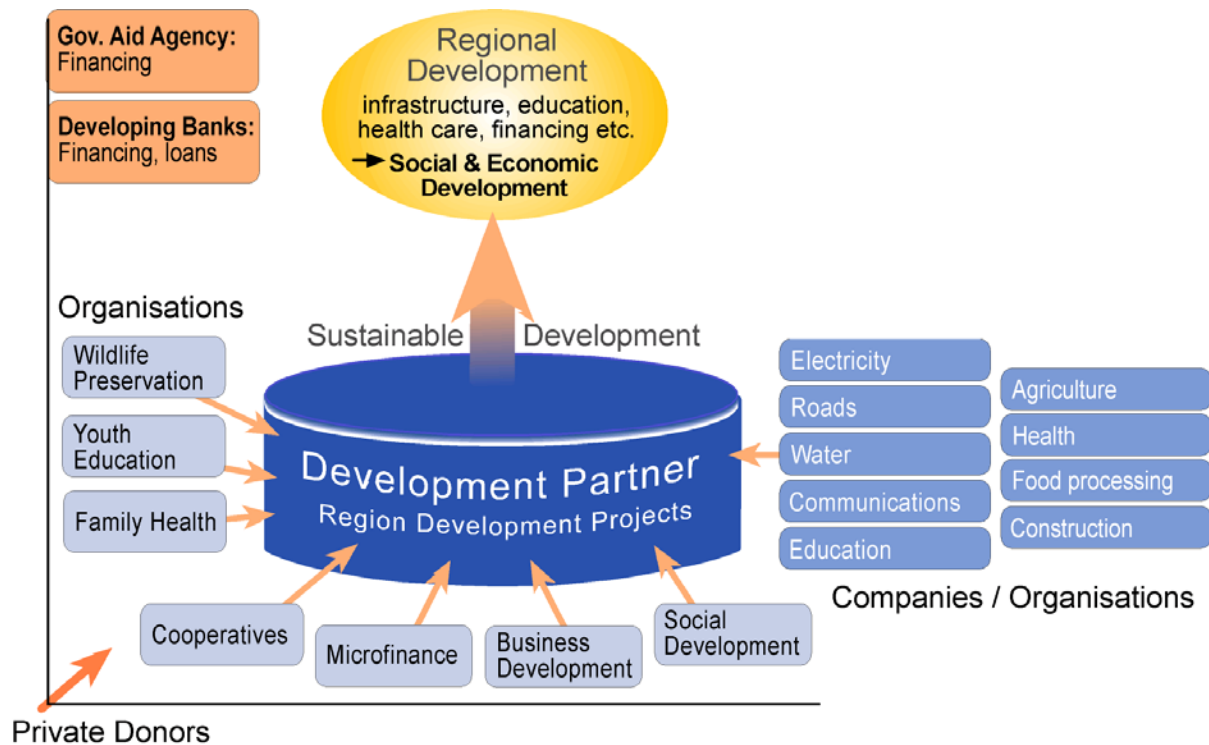 Gov. Aid Agency:
Financing
Developing Banks:
Financing, loans
Regional
Development
infrastructure, education,
health care, financing etc.
Social & Economic
Development
Organisations
Wildlife
Preservation
Youth
Education
Family Health
Sustainable Development
Development Partner
Region Development Projects
Electricity
Roads
Water
Communications
Education
Agriculture
Health
Food processing
Construction
Companies / Organisations
Cooperatives
Microfinance
Business
Development
Social
Development
Private Donors